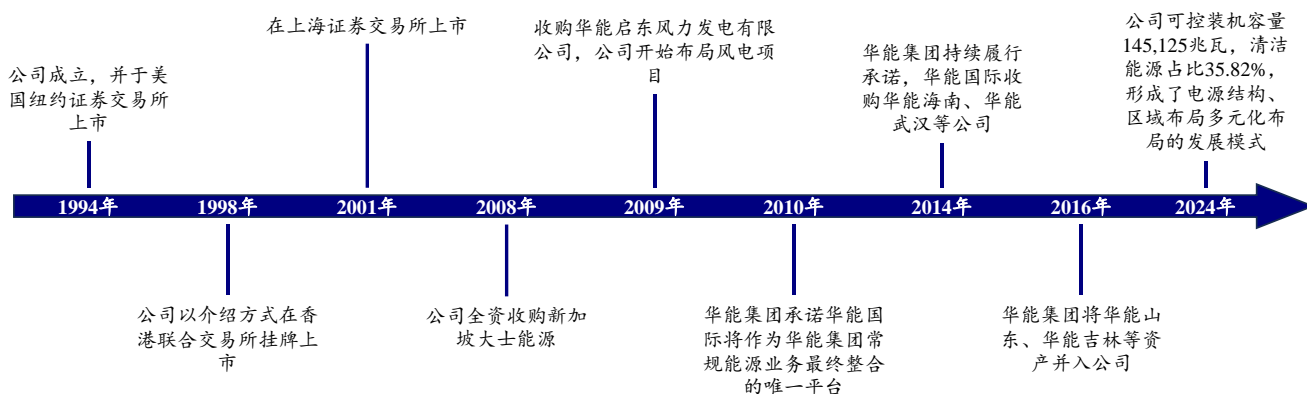 公司成立，并于美
国纽约证券交易所
上市
在上海证券交易所上市
收购华能启东风力发电有限
公司，公司开始布局风电项
目
华能集团持续履行
承诺，华能国际收
购华能海南、华能
武汉等公司
公司可控装机容量
145,125兆瓦，清洁
能源占比35.82%，
形成了电源结构、
区域布局多元化布
局的发展模式
1994年
1998年
2001年
2008年
2009年
2010年
2014年
2016年
2024年
公司以介绍方式在香
港联合交易所挂牌上
市
公司全资收购新加
坡大士能源
华能集团承诺华能国
际将作为华能集团常
规能源业务最终整合
的唯一平台
华能集团将华能山
东、华能吉林等资
产并入公司